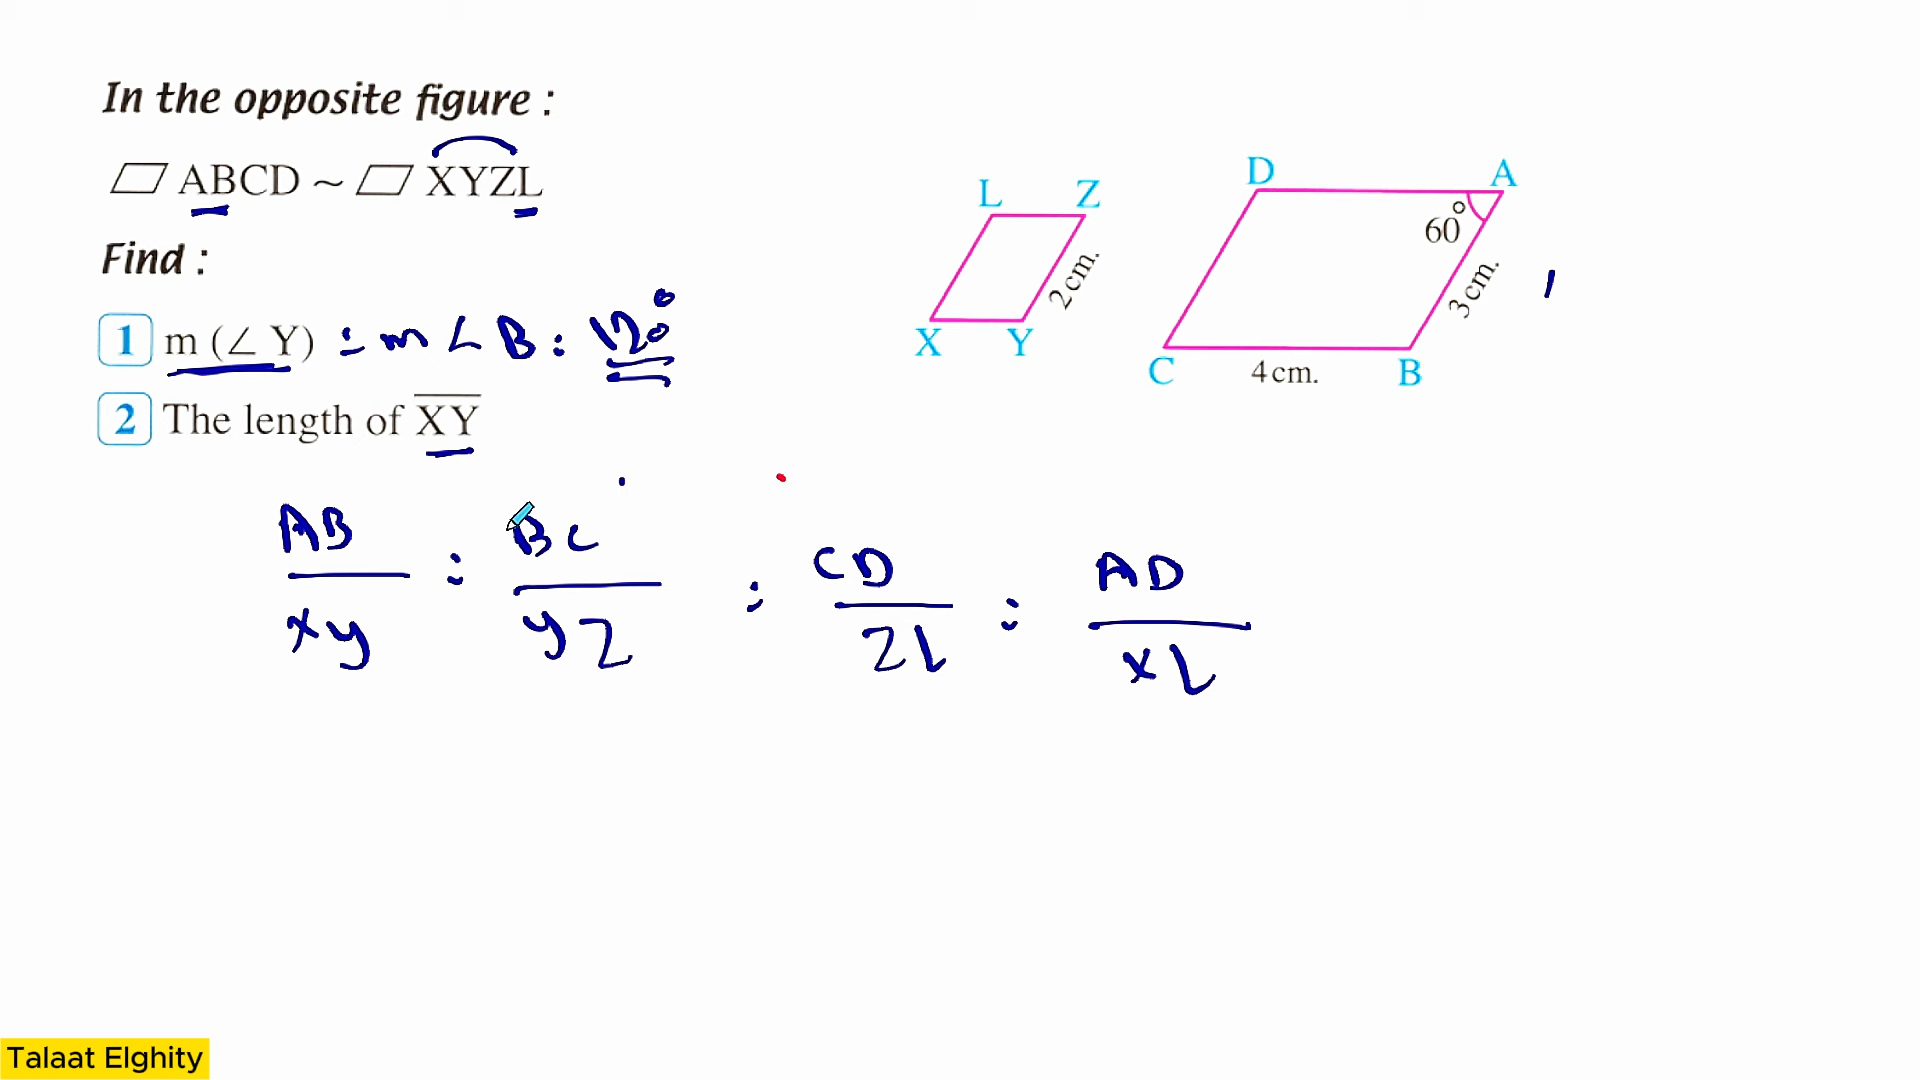 In the opposite figure :
▱ ABCD ~ ▱ XYZL
Find :
1 m (∠ Y) = m ∠ B = 120°
2 The length of XY
L Z
2 cm.
X Y
D A
60°
3 cm.
C 4 cm. B
AB = BC = CD = AD
xy yz zL xL
Talaat Elghity